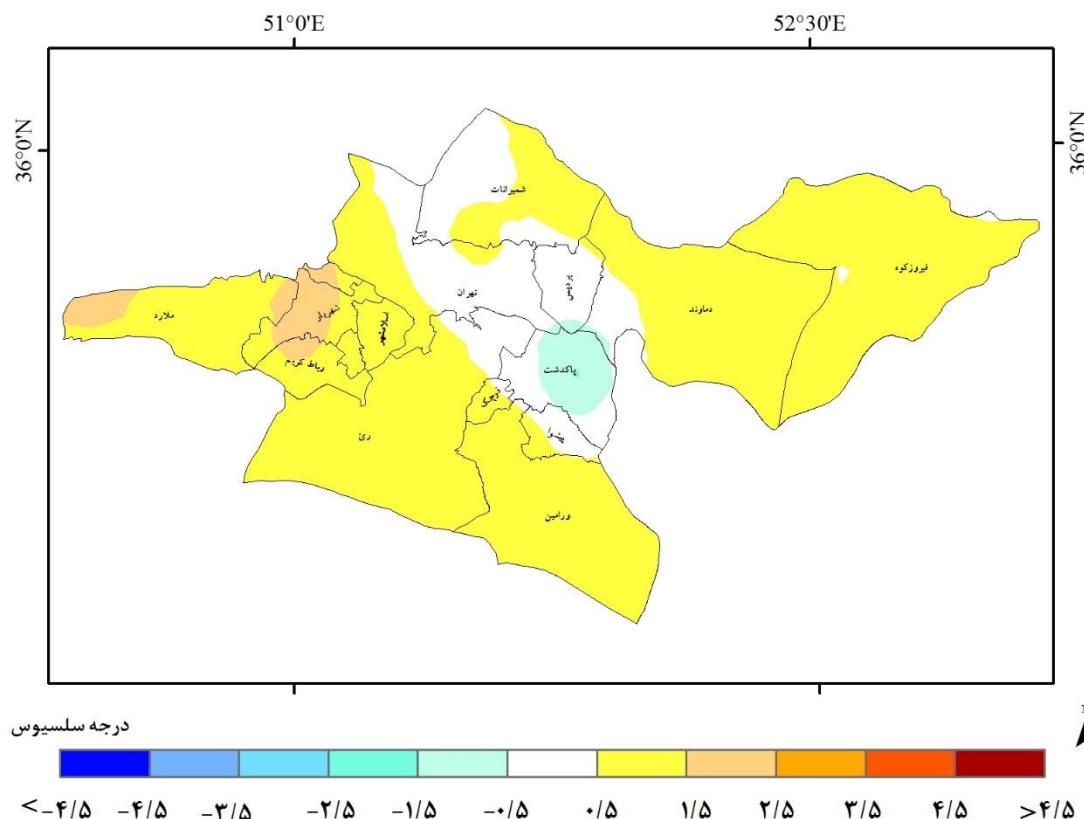 51°0'E 52°30'E
36°0'N 36°0'N
شمیرانات
فیروزکوه
پردیس
تهران
دماوند
ملارد
شهریار
اسلامشهر
رباط کریم
پاکدشت
قرچک
ری
پیشوا
ورامین
درجه سلسیوس
<-۴/۵ -۴/۵ -۳/۵ -۲/۵ -۱/۵ -۰/۵ ۰/۵ ۱/۵ ۲/۵ ۳/۵ ۴/۵ >۴/۵